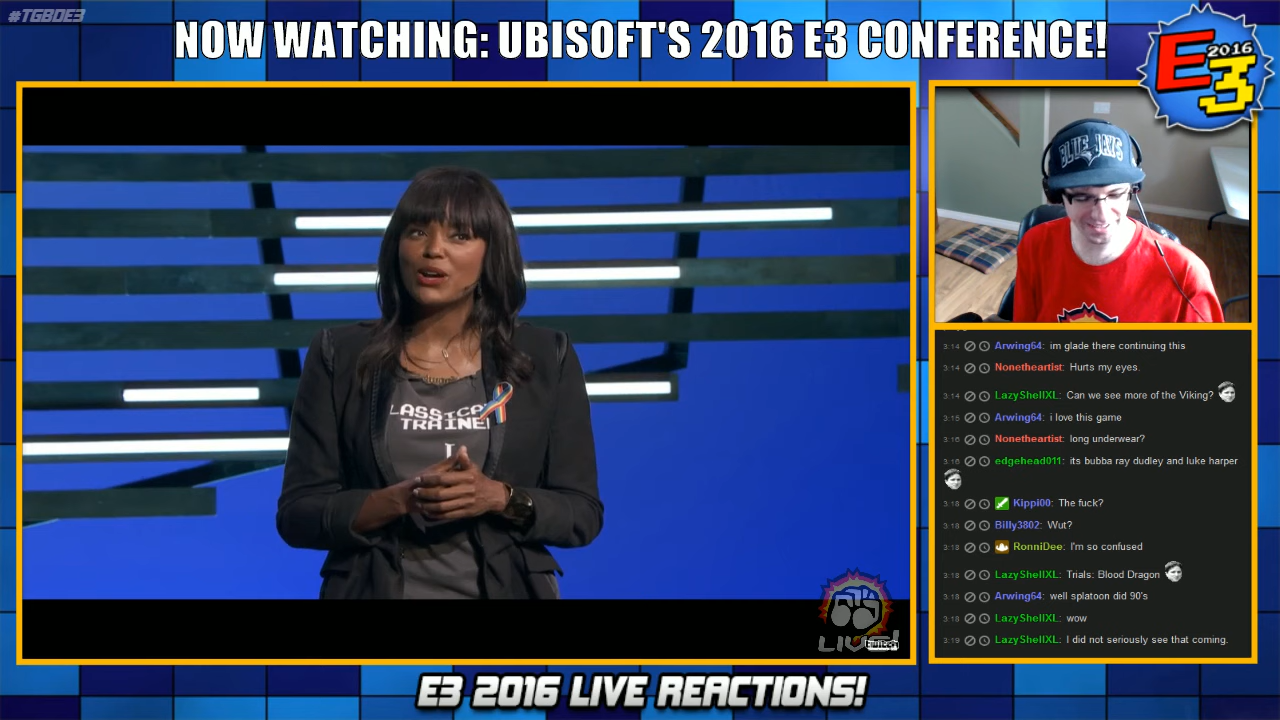 #TGBDE3
NOW WATCHING: UBISOFT'S 2016 E3 CONFERENCE!
E3 2016
BLUE JAYS
LASSICA
TRAINE
LIVE!
twitch
3:14 Arwing64: im glade there continuing this
3:14 Nonetheartist: Hurts my eyes.
3:14 LazyShellXL: Can we see more of the Viking?
3:15 Arwing64: i love this game
3:16 Nonetheartist: long underwear?
3:16 edgehead011: its bubba ray dudley and luke harper
3:18 Kippi00: The fuck?
3:18 Billy3802: Wut?
3:18 RonniDee: I'm so confused
3:18 LazyShellXL: Trials: Blood Dragon
3:18 Arwing64: well splatoon did 90's
3:18 LazyShellXL: wow
3:19 LazyShellXL: I did not seriously see that coming.
E3 2016 LIVE REACTIONS!